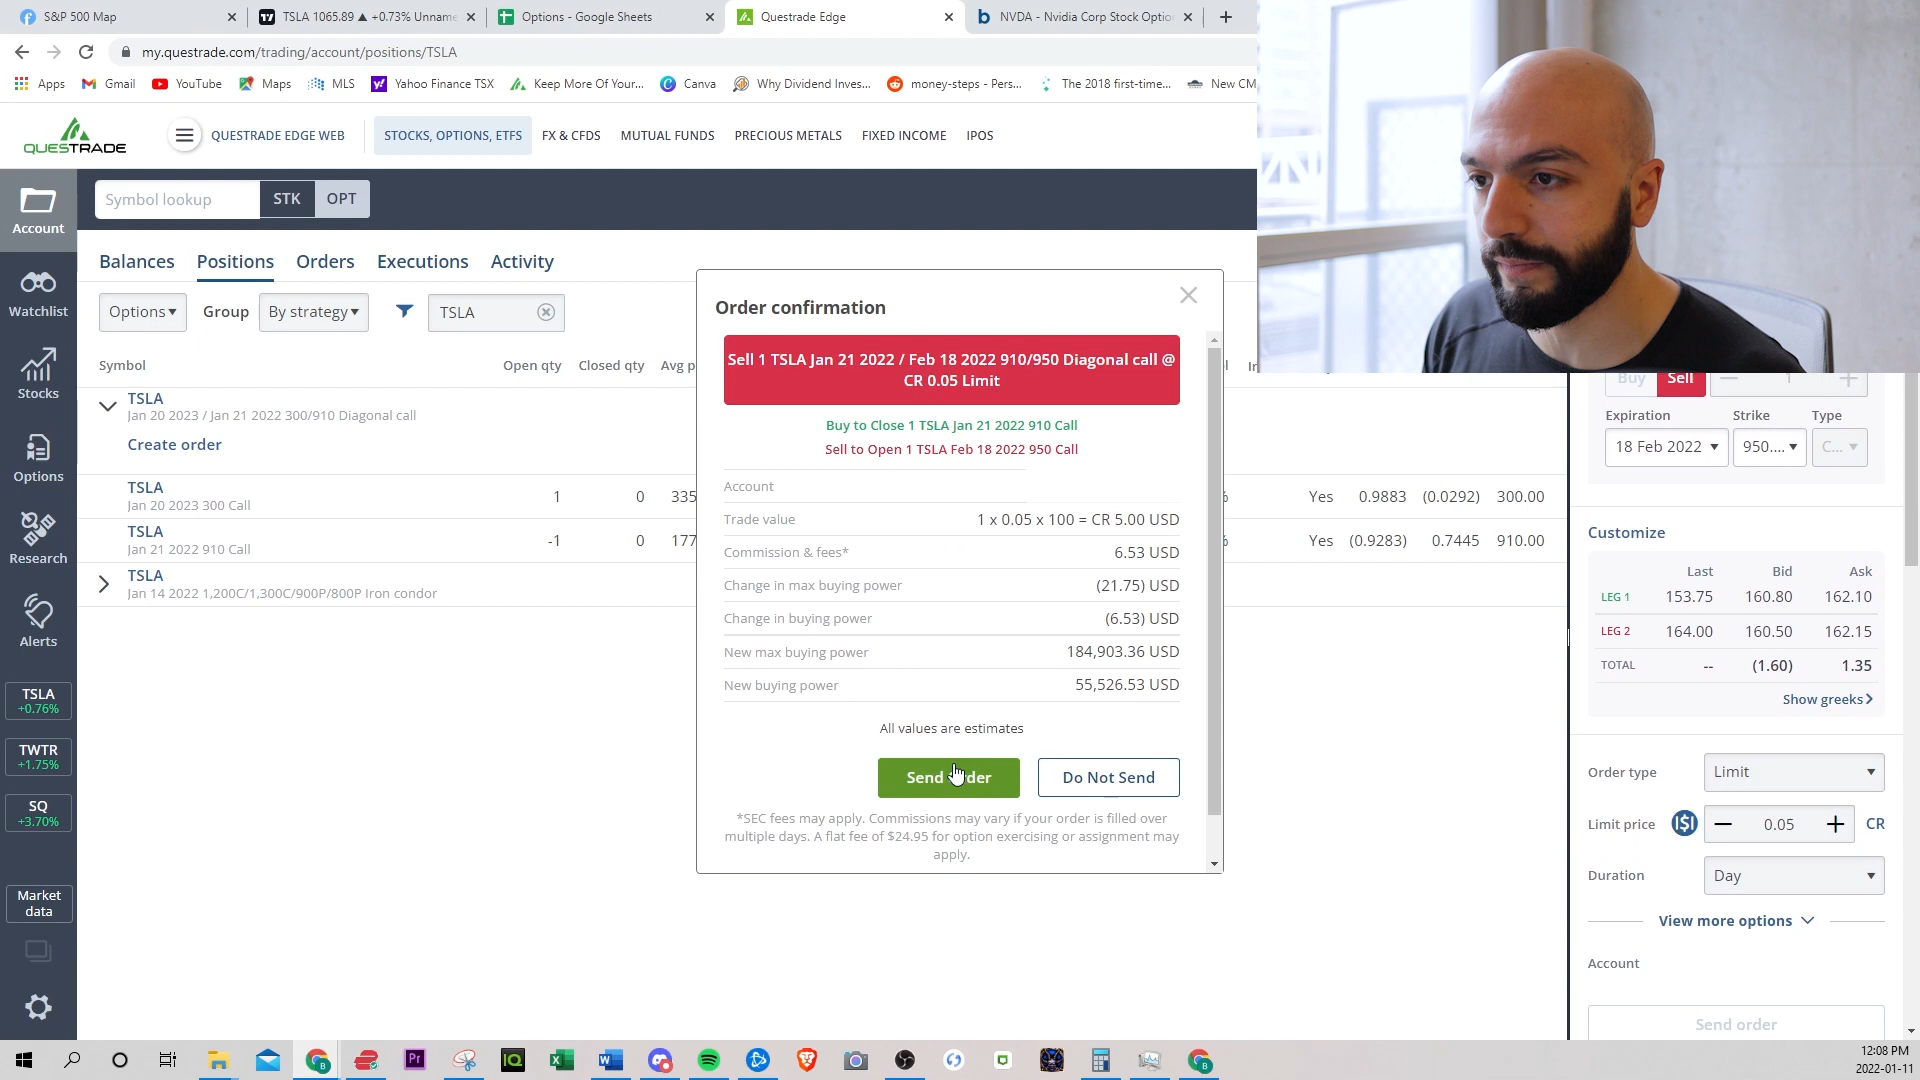 S&P 500 Map
TSLA 1065.89 ▲ +0.73% Unname
Options - Google Sheets
Questrade Edge
NVDA - Nvidia Corp Stock Optio
my.questrade.com/trading/account/positions/TSLA
Apps
Gmail
YouTube
Maps
MLS
Yahoo Finance TSX
Keep More Of Your...
Canva
Why Dividend Inves...
money-steps - Pers...
The 2018 first-time...
New CM
QUESTRADE
QUESTRADE EDGE WEB
STOCKS, OPTIONS, ETFS
FX & CFDS
MUTUAL FUNDS
PRECIOUS METALS
FIXED INCOME
IPOS
Account
Watchlist
Stocks
Options
Research
Alerts
TSLA
+0.76%
TWTR
+1.75%
SQ
+3.70%
Market
data
Symbol lookup
STK
OPT
Balances
Positions
Orders
Executions
Activity
Options
Group
By strategy
TSLA
Symbol
Open qty
Closed qty
Avg p
TSLA
Jan 20 2023 / Jan 21 2022 300/910 Diagonal call
Create order
TSLA
Jan 20 2023 300 Call
1
0
335
Yes
0.9883
(0.0292)
300.00
TSLA
Jan 21 2022 910 Call
-1
0
177
Yes
(0.9283)
0.7445
910.00
TSLA
Jan 14 2022 1,200C/1,300C/900P/800P Iron condor
Order confirmation
Sell 1 TSLA Jan 21 2022 / Feb 18 2022 910/950 Diagonal call @
CR 0.05 Limit
Buy to Close 1 TSLA Jan 21 2022 910 Call
Sell to Open 1 TSLA Feb 18 2022 950 Call
Account
Trade value 1 x 0.05 x 100 = CR 5.00 USD
Commission & fees* 6.53 USD
Change in max buying power (21.75) USD
Change in buying power (6.53) USD
New max buying power 184,903.36 USD
New buying power 55,526.53 USD
All values are estimates
Send Order
Do Not Send
*SEC fees may apply. Commissions may vary if your order is filled over
multiple days. A flat fee of $24.95 for option exercising or assignment may
apply.
Buy
Sell
1
Expiration
Strike
Type
18 Feb 2022
950....
C...
Customize
Last
Bid
Ask
LEG 1 153.75 160.80 162.10
LEG 2 164.00 160.50 162.15
TOTAL -- (1.60) 1.35
Show greeks
Order type
Limit
Limit price
0.05
CR
Duration
Day
View more options
Account
Send order
12:08 PM
2022-01-11